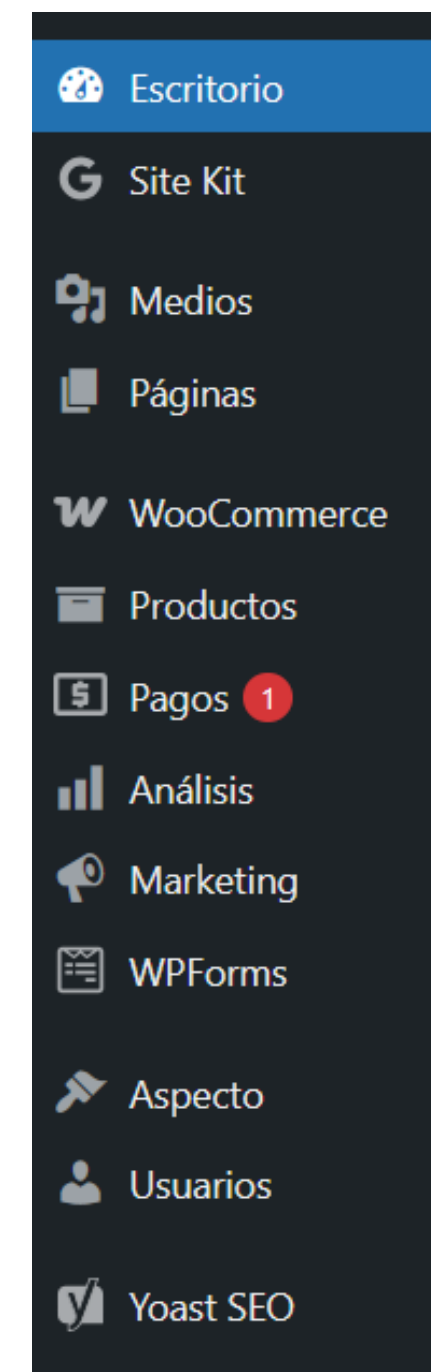 Escritorio
Site Kit
Medios
Páginas
WooCommerce
Productos
Pagos 1
Análisis
Marketing
WPForms
Aspecto
Usuarios
Yoast SEO